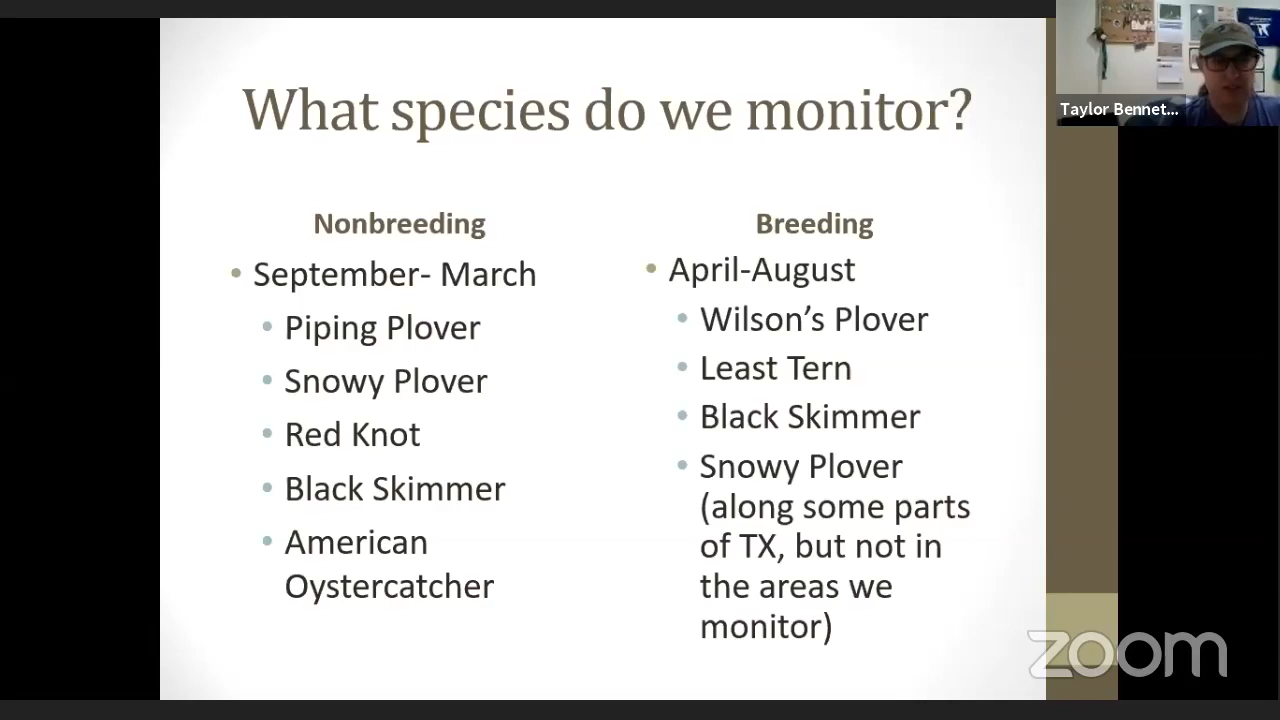 What species do we monitor?
Nonbreeding
• September- March
• Piping Plover
• Snowy Plover
• Red Knot
• Black Skimmer
• American
Oystercatcher
Breeding
• April-August
• Wilson’s Plover
• Least Tern
• Black Skimmer
• Snowy Plover
(along some parts
of TX, but not in
the areas we
monitor)
Taylor Bennet...
zoom